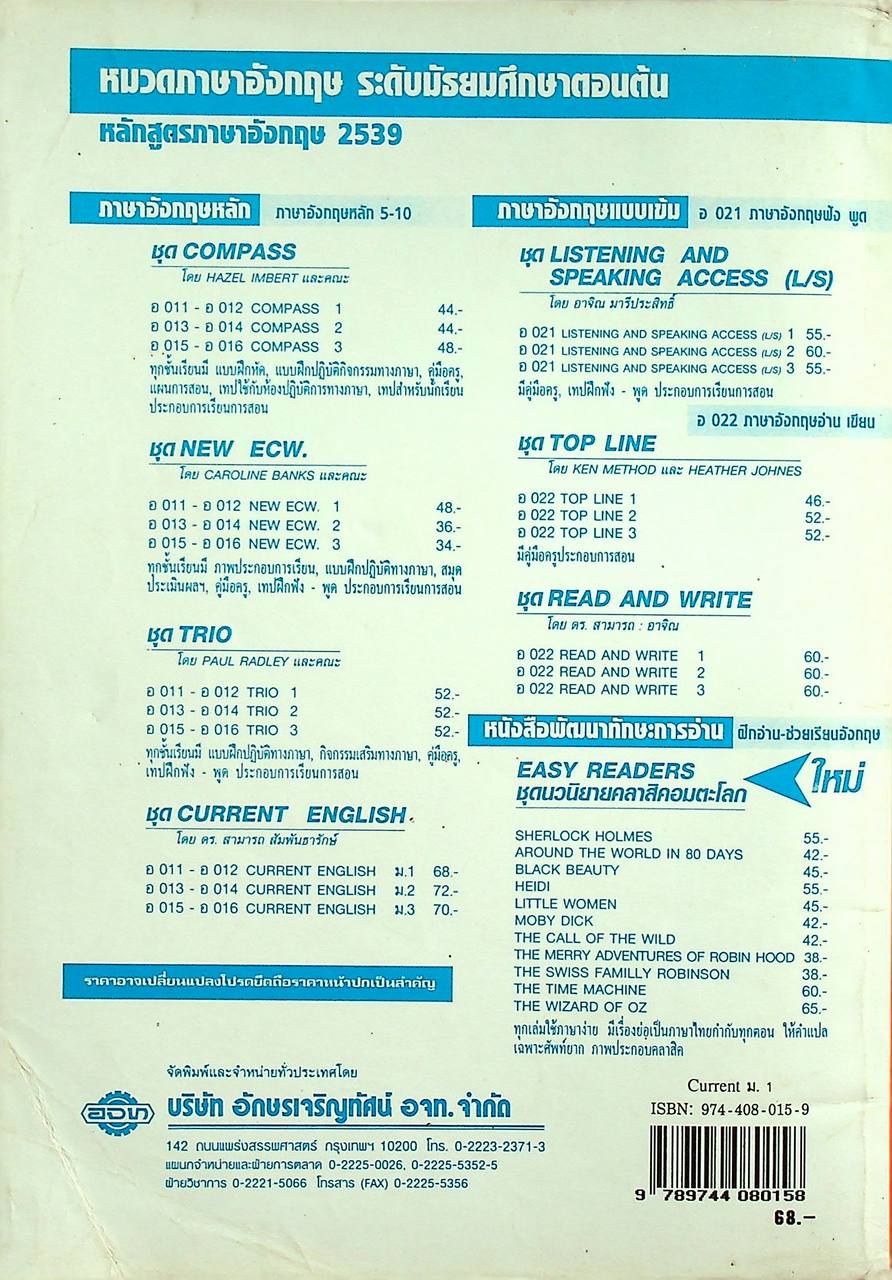 หมวดภาษาอังกฤษ ระดับมัธยมศึกษาตอนต้น
หลักสูตรภาษาอังกฤษ 2539
ภาษาอังกฤษหลัก ภาษาอังกฤษหลัก 5-10
ชุด COMPASS
โดย HAZEL IMBERT และคณะ
อ 011 - อ 012 COMPASS 1 44.-
อ 013 - อ 014 COMPASS 2 44.-
อ 015 - อ 016 COMPASS 3 48.-
ทุกชั้นเรียนมี แบบฝึกหัด, แบบฝึกปฏิบัติกิจกรรมทางภาษา, คู่มือครู,
แผนการสอน, เทปใช้กับห้องปฏิบัติการทางภาษา, เทปสำหรับนักเรียน
ประกอบการเรียนการสอน
ชุด NEW ECW.
โดย CAROLINE BANKS และคณะ
อ 011 - อ 012 NEW ECW. 1 48.-
อ 013 - อ 014 NEW ECW. 2 36.-
อ 015 - อ 016 NEW ECW. 3 34.-
ทุกชั้นเรียนมี ภาพประกอบการเรียน, แบบฝึกปฏิบัติทางภาษา, สมุด
ประเมินผลฯ, คู่มือครู, เทปฝึกฟัง - พูด ประกอบการเรียนการสอน
ชุด TRIO
โดย PAUL RADLEY และคณะ
อ 011 - อ 012 TRIO 1 52.-
อ 013 - อ 014 TRIO 2 52.-
อ 015 - อ 016 TRIO 3 52.-
ทุกชั้นเรียนมี แบบฝึกปฏิบัติทางภาษา, กิจกรรมเสริมทางภาษา, คู่มือครู,
เทปฝึกฟัง - พูด ประกอบการเรียนการสอน
ชุด CURRENT ENGLISH
โดย ดร. สามารถ สัมพันธารักษ์
อ 011 - อ 012 CURRENT ENGLISH ม.1 68.-
อ 013 - อ 014 CURRENT ENGLISH ม.2 72.-
อ 015 - อ 016 CURRENT ENGLISH ม.3 70.-
ราคาอาจเปลี่ยนแปลงโปรดยึดถือราคาหน้าปกเป็นสำคัญ
ภาษาอังกฤษแบบเข้ม อ 021 ภาษาอังกฤษฟัง พูด
ชุด LISTENING AND
SPEAKING ACCESS (L/S)
โดย อาจิณ มารีประสิทธิ์
อ 021 LISTENING AND SPEAKING ACCESS (L/S) 1 55.-
อ 021 LISTENING AND SPEAKING ACCESS (L/S) 2 60.-
อ 021 LISTENING AND SPEAKING ACCESS (L/S) 3 55.-
มีคู่มือครู, เทปฝึกฟัง - พูด ประกอบการเรียนการสอน
อ 022 ภาษาอังกฤษอ่าน เขียน
ชุด TOP LINE
โดย KEN METHOD และ HEATHER JOHNES
อ 022 TOP LINE 1 46.-
อ 022 TOP LINE 2 52.-
อ 022 TOP LINE 3 52.-
มีคู่มือครูประกอบการสอน
ชุด READ AND WRITE
โดย ดร. สามารถ : อาจิณ
อ 022 READ AND WRITE 1 60.-
อ 022 READ AND WRITE 2 60.-
อ 022 READ AND WRITE 3 60.-
หนังสือพัฒนาทักษะการอ่าน ฝึกอ่าน-ช่วยเรียนอังกฤษ
EASY READERS
ใหม่
ชุดนวนิยายคลาสิคอมตะโลก
SHERLOCK HOLMES 55.-
AROUND THE WORLD IN 80 DAYS 42.-
BLACK BEAUTY 45.-
HEIDI 55.-
LITTLE WOMEN 45.-
MOBY DICK 42.-
THE CALL OF THE WILD 42.-
THE MERRY ADVENTURES OF ROBIN HOOD 38.-
THE SWISS FAMILLY ROBINSON 38.-
THE TIME MACHINE 60.-
THE WIZARD OF OZ 65.-
ทุกเล่มใช้ภาษาง่าย มีเรื่องย่อเป็นภาษาไทยกำกับทุกตอน ให้คำแปล
เฉพาะศัพท์ยาก ภาพประกอบคลาสิค
จัดพิมพ์และจำหน่ายทั่วประเทศโดย
อจท
บริษัท อักษรเจริญทัศน์ อจท. จำกัด
142 ถนนแพร่งสรรพศาสตร์ กรุงเทพฯ 10200 โทร. 0-2223-2371-3
แผนกจำหน่ายและฝ่ายการตลาด 0-2225-0026, 0-2225-5352-5
ฝ่ายวิชาการ 0-2221-5066 โทรสาร (FAX) 0-2225-5356
Current ม. 1
ISBN: 974-408-015-9
9 789744 080158
68.-